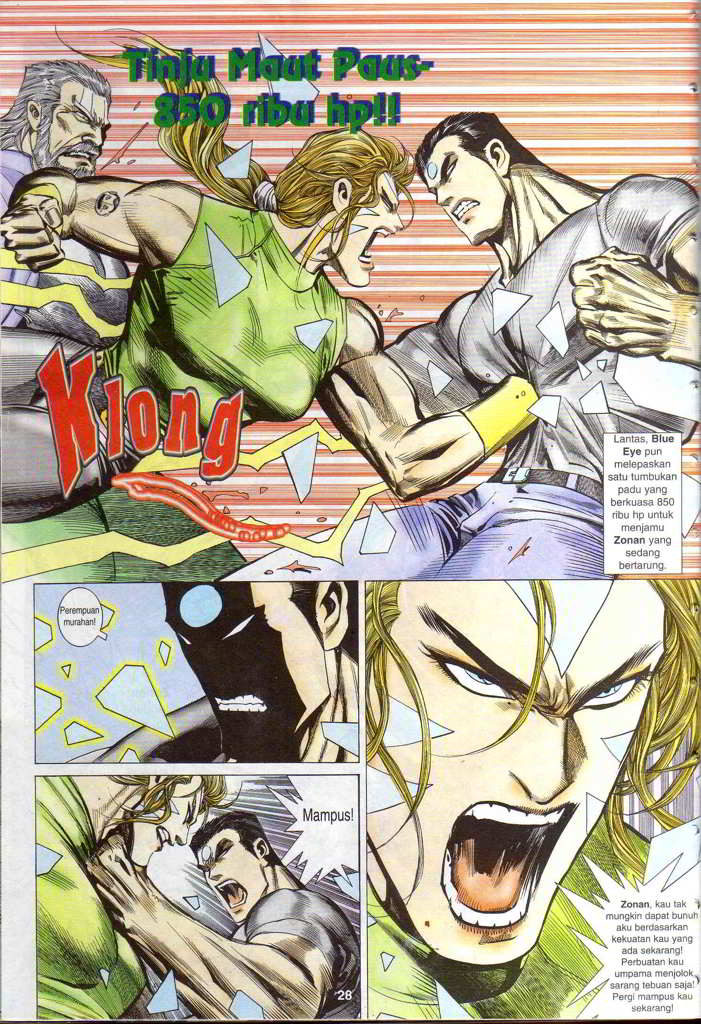 Tinju Maut Paus-
850 ribu hp!!
Klong
Lantas, Blue
Eye pun
melepaskan
satu tumbukan
padu yang
berkuasa 850
ribu hp untuk
menjamu
Zonan yang
sedang
bertarung.
Perempuan
murahan!
Mampus!
Zonan, kau tak
mungkin dapat bunuh
aku berdasarkan
kekuatan kau yang
ada sekarang!
Perbuatan kau
umpama menjolok
sarang tebuan saja!
Pergi mampus kau
sekarang!
28